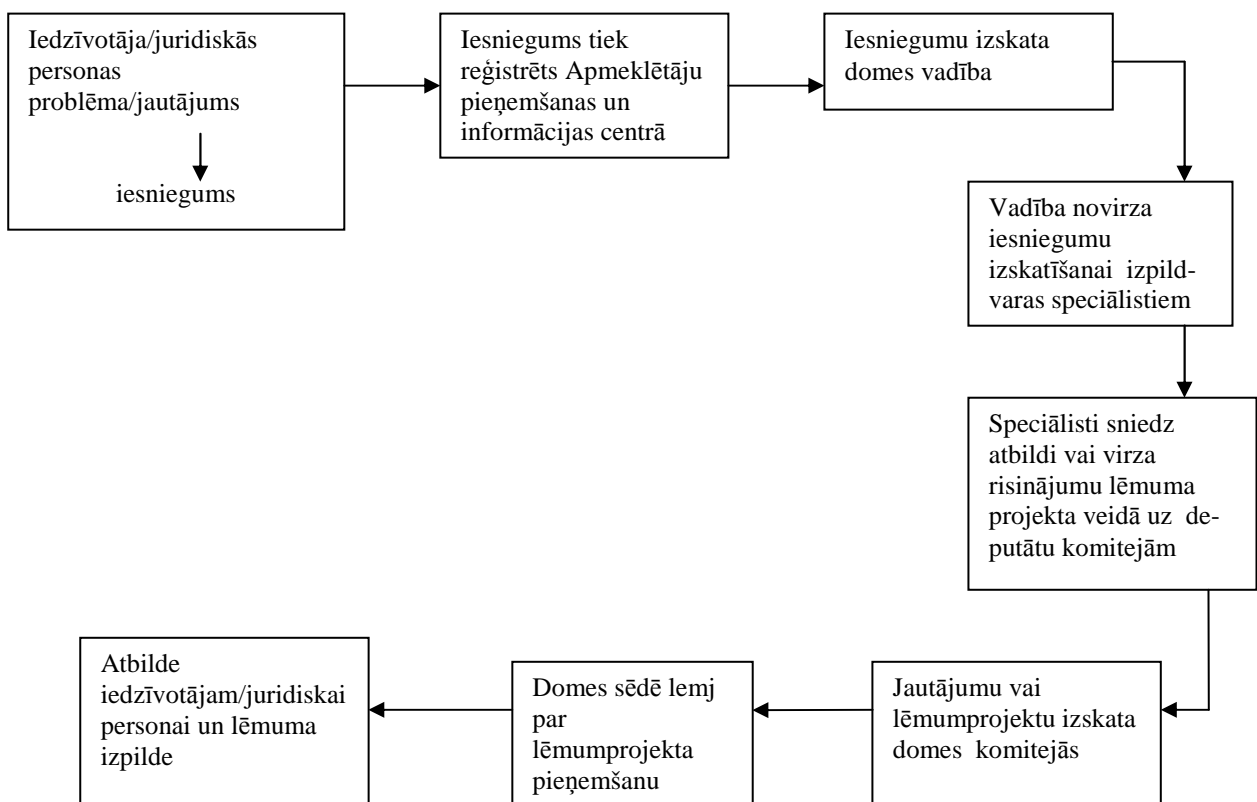 Iedzīvotāja/juridiskās
personas
problēma/jautājums
iesniegums
Iesniegums tiek
reģistrēts Apmeklētāju
pieņemšanas un
informācijas centrā
Iesniegumu izskata
domes vadība
Vadība novirza
iesniegumu
izskatīšanai izpild-
varas speciālistiem
Speciālisti sniedz
atbildi vai virza
risinājumu lēmuma
projekta veidā uz de-
putātu komitejām
Jautājumu vai
lēmumprojektu izskata
domes komitejās
Domes sēdē lemj
par
lēmumprojekta
pieņemšanu
Atbilde
iedzīvotājam/juridiskai
personai un lēmuma
izpilde